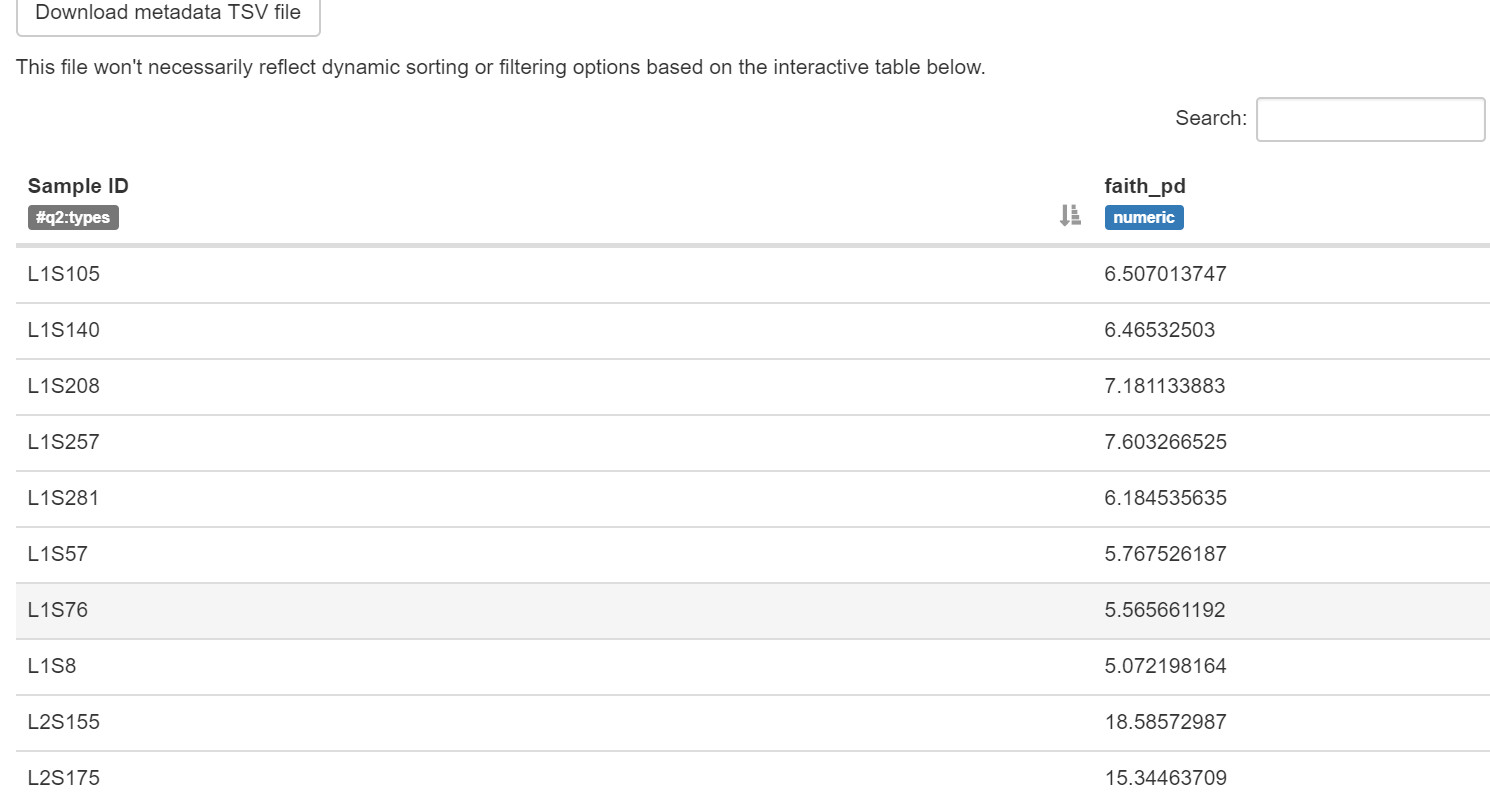 Download metadata TSV file
This file won't necessarily reflect dynamic sorting or filtering options based on the interactive table below.
Search:
Sample ID faith_pd
#q2:types numeric
L1S105 6.507013747
L1S140 6.46532503
L1S208 7.181133883
L1S257 7.603266525
L1S281 6.184535635
L1S57 5.767526187
L1S76 5.565661192
L1S8 5.072198164
L2S155 18.58572987
L2S175 15.34463709